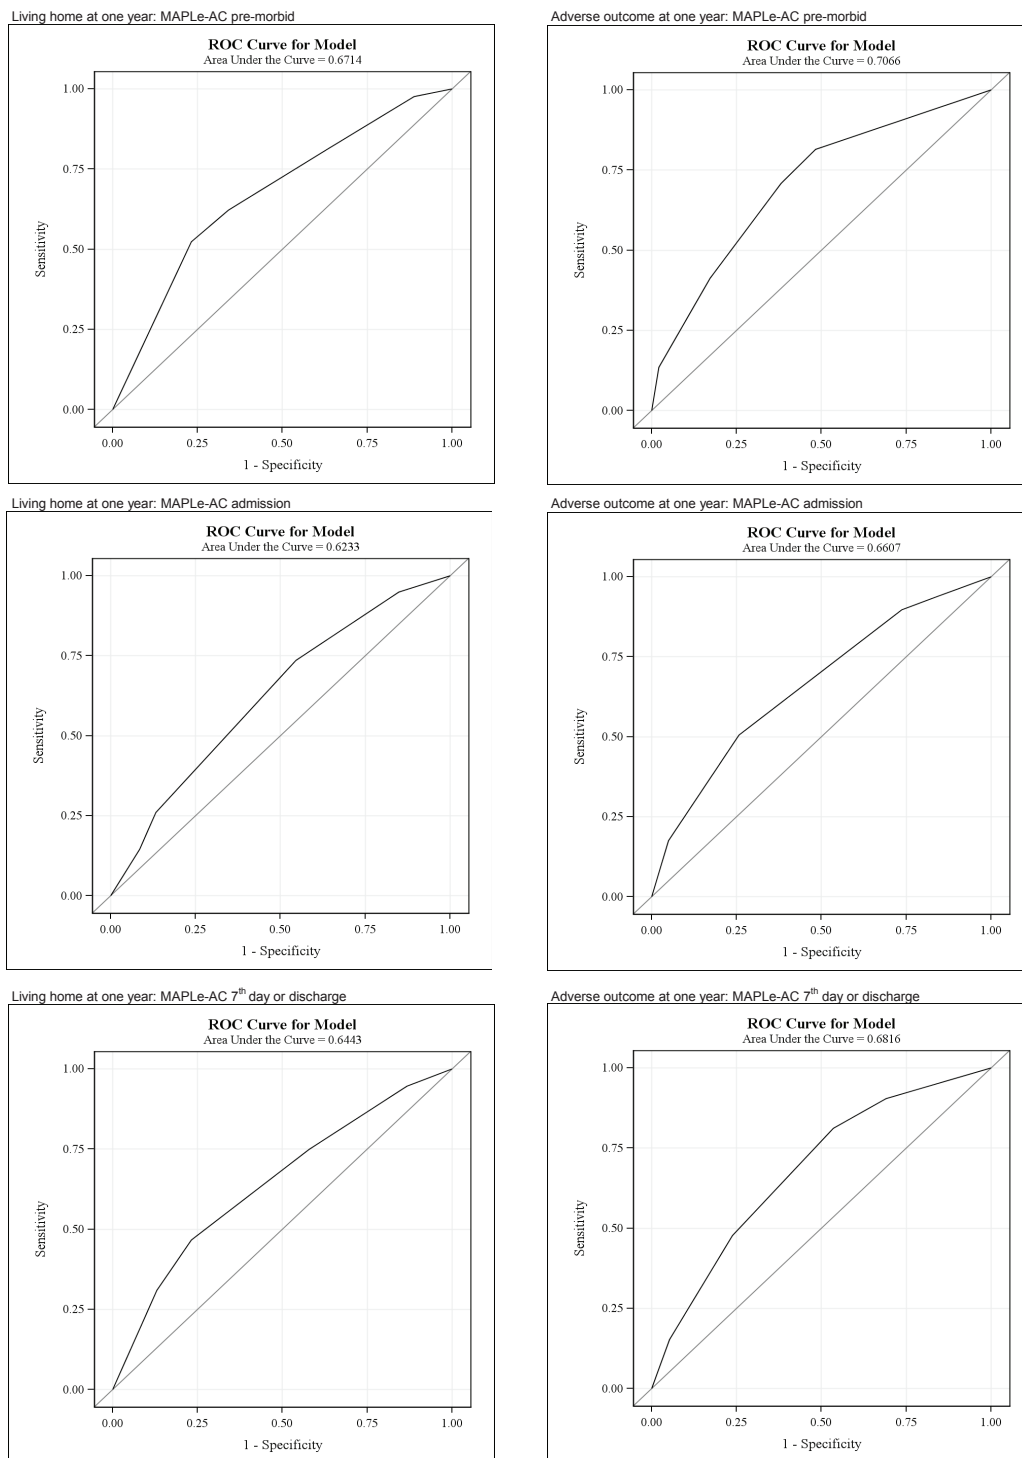 Living home at one year: MAPLe-AC pre-morbid
ROC Curve for Model
Area Under the Curve = 0.6714
1.00
0.75
0.50
0.25
0.00
Sensitivity
0.00 0.25 0.50 0.75 1.00
1 - Specificity
Adverse outcome at one year: MAPLe-AC pre-morbid
ROC Curve for Model
Area Under the Curve = 0.7066
1.00
0.75
0.50
0.25
0.00
Sensitivity
0.00 0.25 0.50 0.75 1.00
1 - Specificity
Living home at one year: MAPLe-AC admission
ROC Curve for Model
Area Under the Curve = 0.6233
1.00
0.75
0.50
0.25
0.00
Sensitivity
0.00 0.25 0.50 0.75 1.00
1 - Specificity
Adverse outcome at one year: MAPLe-AC admission
ROC Curve for Model
Area Under the Curve = 0.6607
1.00
0.75
0.50
0.25
0.00
Sensitivity
0.00 0.25 0.50 0.75 1.00
1 - Specificity
Living home at one year: MAPLe-AC 7th day or discharge
ROC Curve for Model
Area Under the Curve = 0.6443
1.00
0.75
0.50
0.25
0.00
Sensitivity
0.00 0.25 0.50 0.75 1.00
1 - Specificity
Adverse outcome at one year: MAPLe-AC 7th day or discharge
ROC Curve for Model
Area Under the Curve = 0.6816
1.00
0.75
0.50
0.25
0.00
Sensitivity
0.00 0.25 0.50 0.75 1.00
1 - Specificity